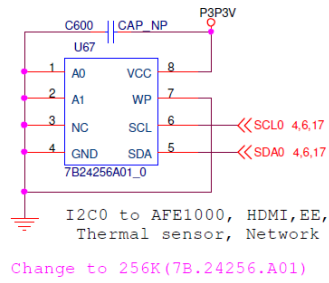 P3P3V
C600 CAP_NP
U67
1 A0 VCC 8
2 A1 WP 7
3 NC SCL 6 SCL0 4,6,17
4 GND SDA 5 SDA0 4,6,17
7B24256A01_0
I2C0 to AFE1000, HDMI,EE,
Thermal sensor, Network
Change to 256K(7B.24256.A01)